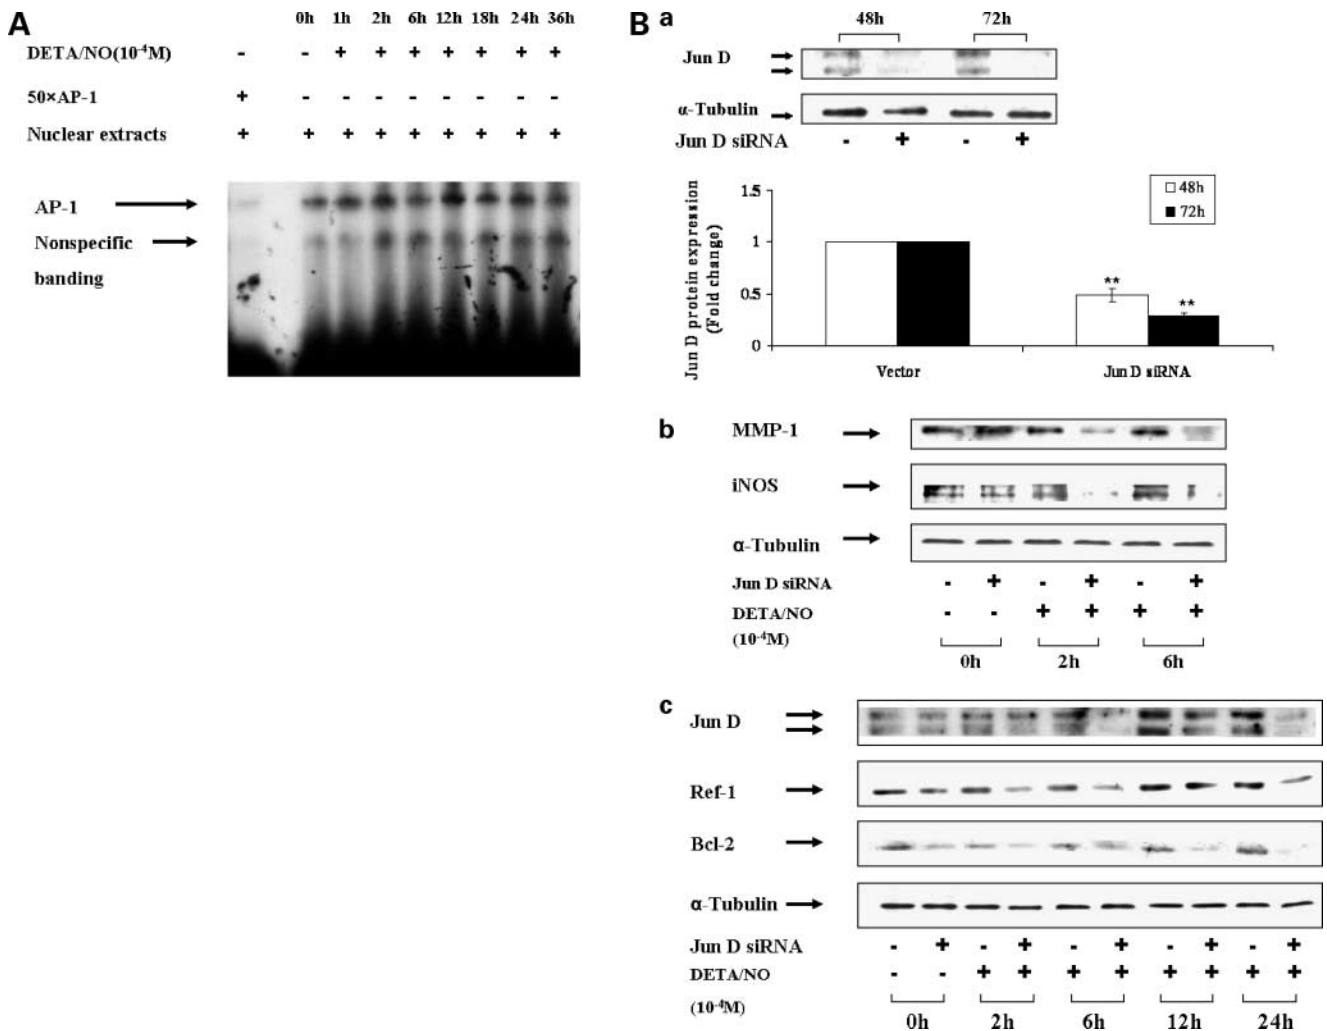 A
0h 1h 2h 6h 12h 18h 24h 36h
DETA/NO(10⁻⁴M) - - + + + + + + +
50×AP-1 + - - - - - - - -
Nuclear extracts + + + + + + + + +
AP-1
Nonspecific
banding
B a
48h 72h
Jun D
α-Tubulin
Jun D siRNA - + - +
Jun D protein expression
(Fold change)
1.5
1
0.5
0
48h
72h
**
**
Vector Jun D siRNA
b
MMP-1
iNOS
α-Tubulin
Jun D siRNA - + - + - +
DETA/NO - - + + + +
(10⁻⁴M)
0h 2h 6h
c
Jun D
Ref-1
Bcl-2
α-Tubulin
Jun D siRNA - + - + - + - + - +
DETA/NO - - + + + + + + + +
(10⁻⁴M)
0h 2h 6h 12h 24h